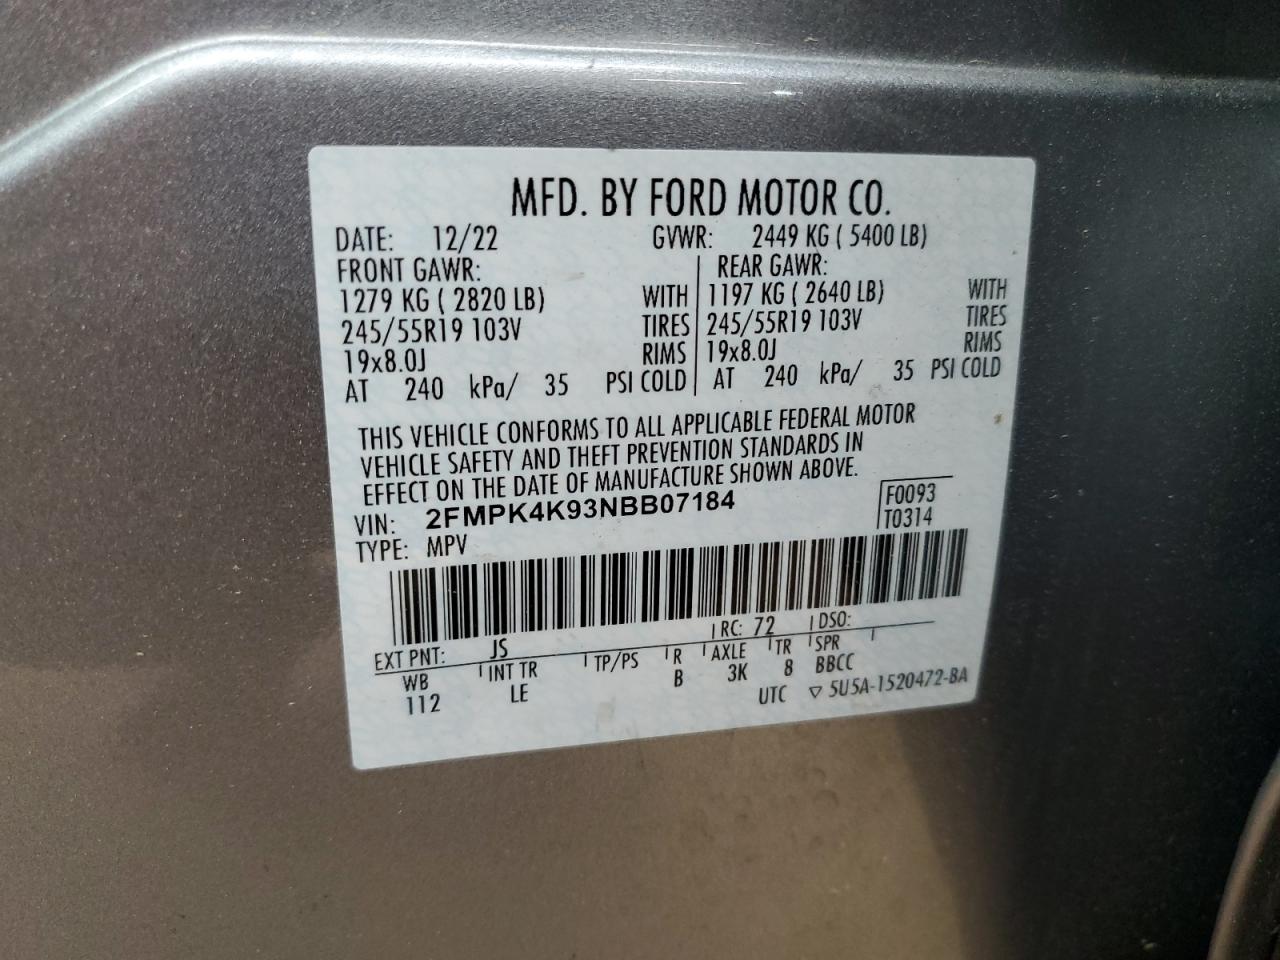 MFD. BY FORD MOTOR CO.
DATE: 12/22 GVWR: 2449 KG ( 5400 LB)
FRONT GAWR: REAR GAWR:
1279 KG ( 2820 LB) WITH 1197 KG ( 2640 LB) WITH
245/55R19 103V TIRES 245/55R19 103V TIRES
19x8.0J RIMS 19x8.0J RIMS
AT 240 kPa/ 35 PSI COLD AT 240 kPa/ 35 PSI COLD
THIS VEHICLE CONFORMS TO ALL APPLICABLE FEDERAL MOTOR
VEHICLE SAFETY AND THEFT PREVENTION STANDARDS IN
EFFECT ON THE DATE OF MANUFACTURE SHOWN ABOVE.
VIN: 2FMPK4K93NBB07184 F0093
TYPE: MPV T0314
EXT PNT: JS RC: 72 DSO:
WB INT TR TP/PS R AXLE TR SPR
112 LE B 3K 8 BBCC
UTC ▽ 5U5A-1520472-BA